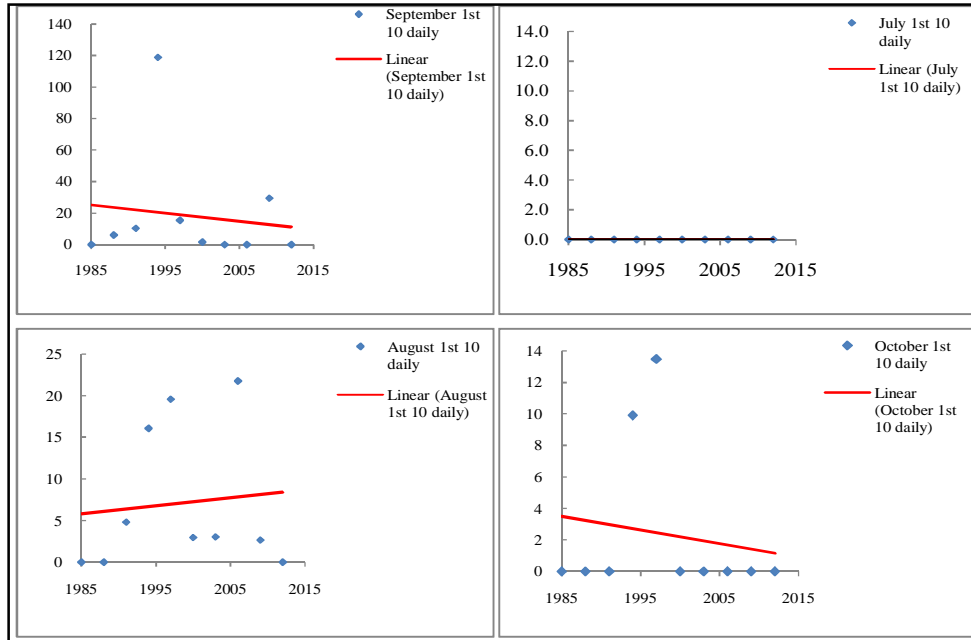 September 1st
10 daily
Linear
(September 1st
10 daily)
140
120
100
80
60
40
20
0
1985 1995 2005 2015
July 1st 10
daily
Linear (July
1st 10 daily)
14.0
12.0
10.0
8.0
6.0
4.0
2.0
0.0
1985 1995 2005 2015
August 1st 10
daily
Linear (August
1st 10 daily)
25
20
15
10
5
0
1985 1995 2005 2015
October 1st
10 daily
Linear
(October 1st
10 daily)
14
12
10
8
6
4
2
0
1985 1995 2005 2015